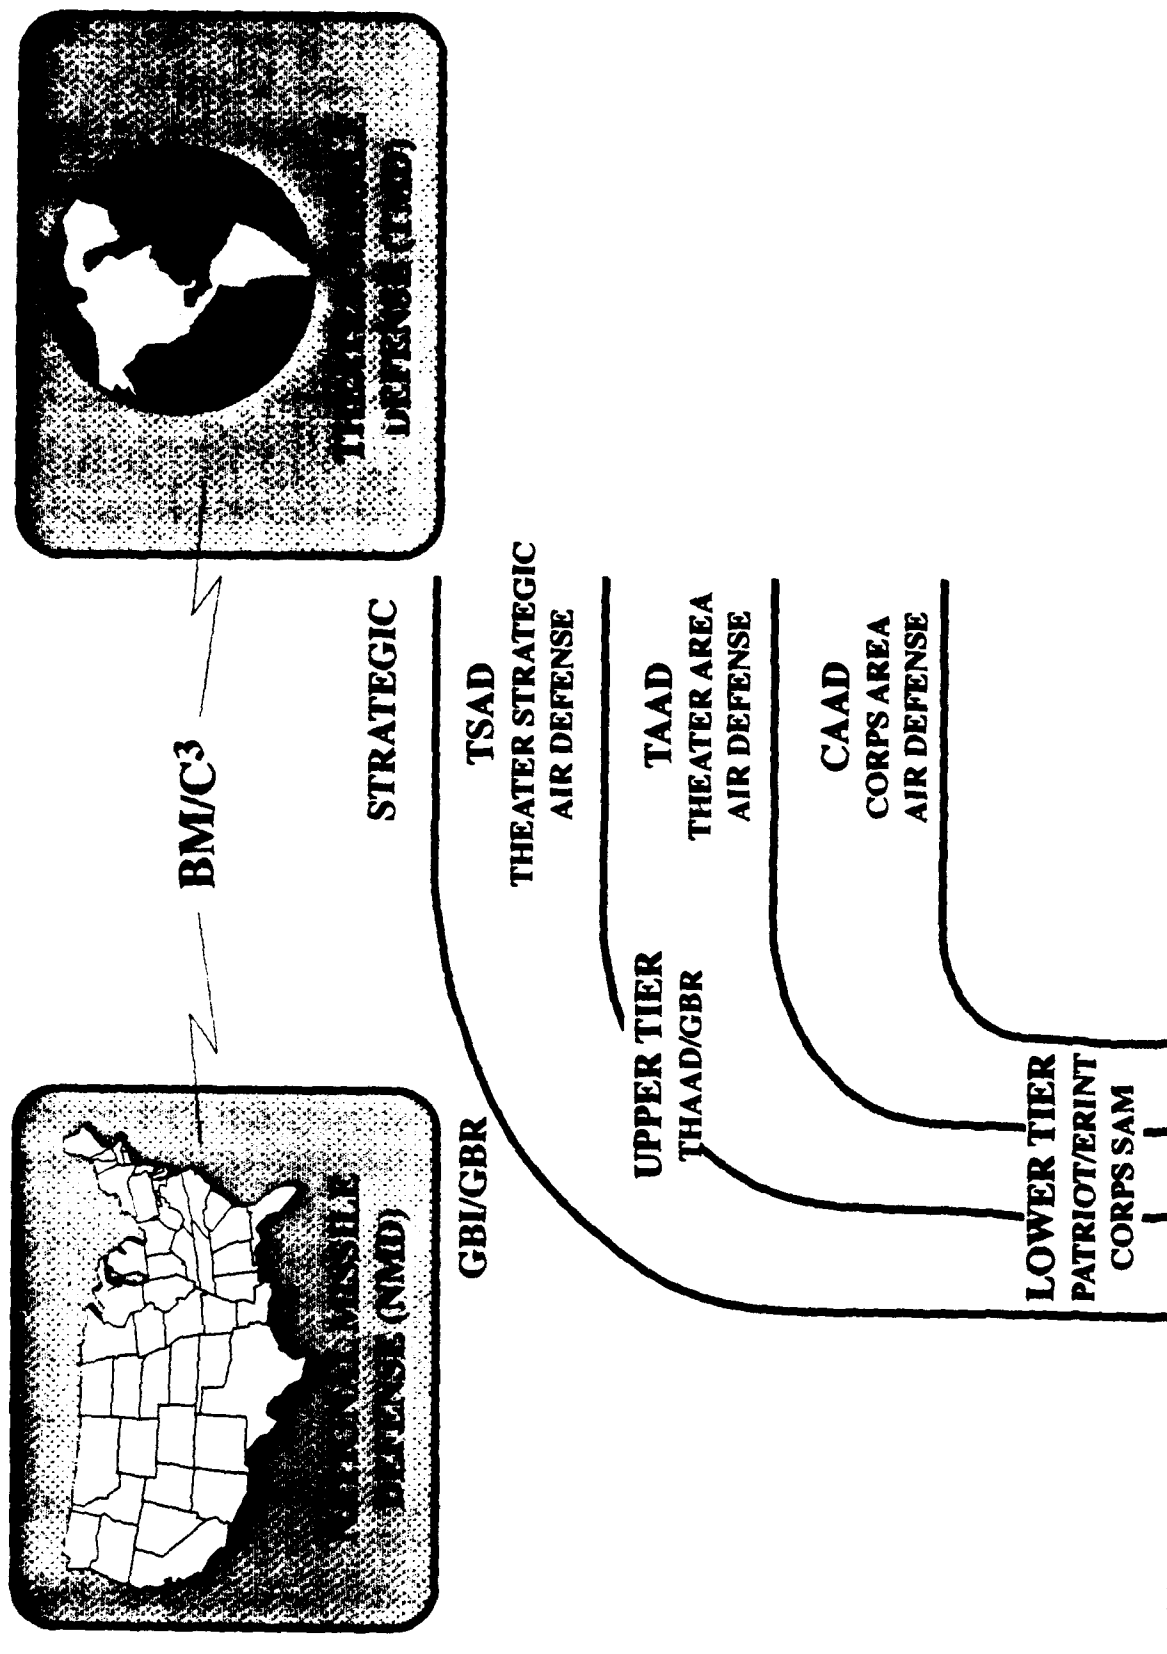 MISSILE
DEFENSE (NMD)
BM/C³
DEFENSE (TMD)
STRATEGIC
GBI/GBR
TSAD
THEATER STRATEGIC
AIR DEFENSE
UPPER TIER
THAAD/GBR
TAAD
THEATER AREA
AIR DEFENSE
CAAD
CORPS AREA
AIR DEFENSE
LOWER TIER
PATRIOT/ERINT
CORPS SAM